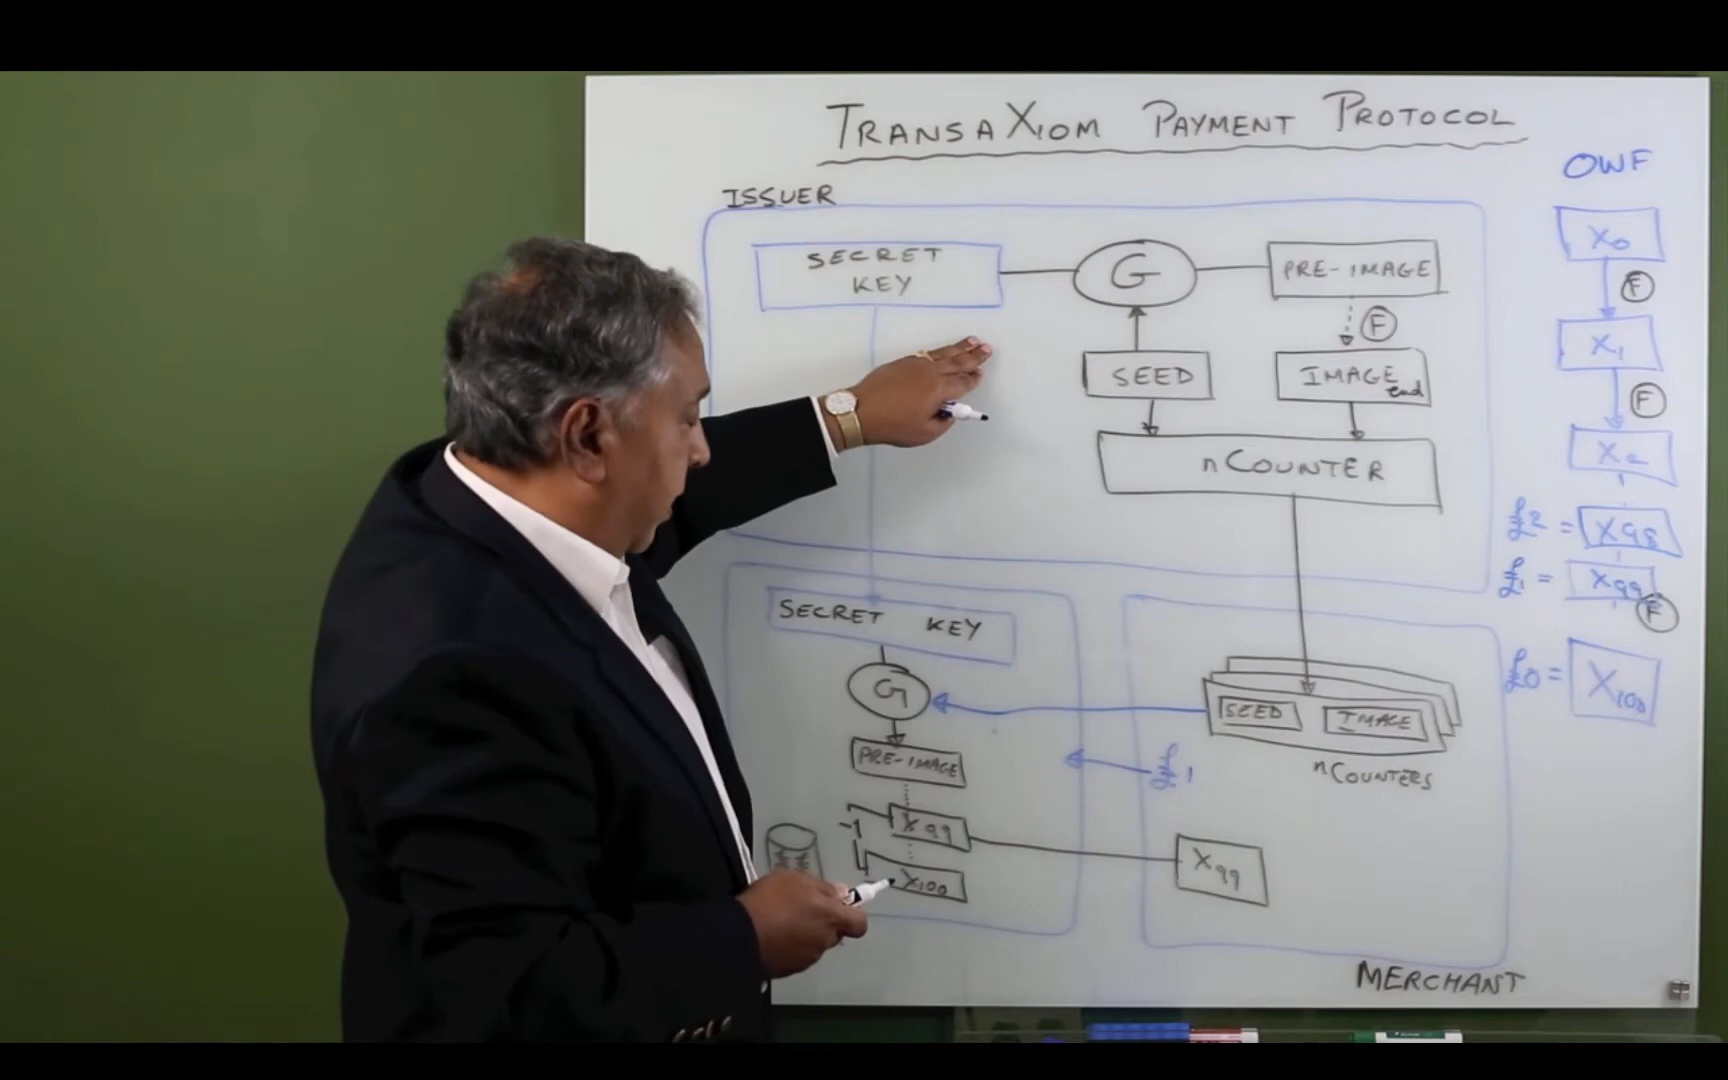 TRANSAXIOM PAYMENT PROTOCOL
OWF
ISSUER
SECRET
KEY
G
PRE-IMAGE
F
SEED
IMAGE
end
nCOUNTER
X0
F
X1
F
X2
£2 = X98
£1 = X99
F
£0 = X100
SECRET KEY
G
PRE-IMAGE
-1
X99
X100
SEED IMAGE
nCOUNTERS
£1
X99
MERCHANT